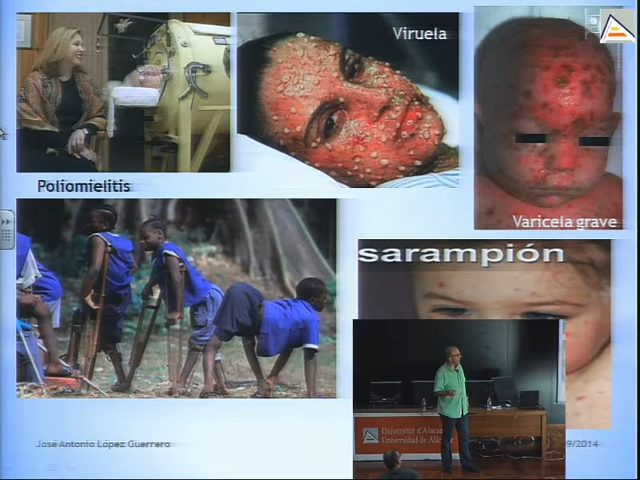 Viruela
Poliomielitis
Varicela grave
sarampión
José Antonio López Guerrero
Universitat d'Alacant
Universidad de Alicante
9/2014